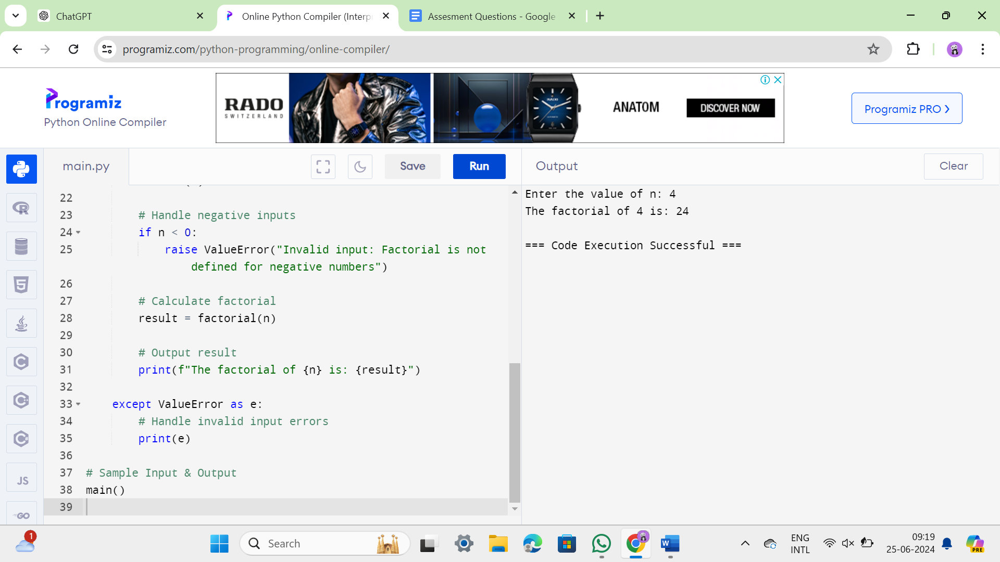 ChatGPT
Online Python Compiler (Interp
Assesment Questions - Google
programiz.com/python-programming/online-compiler/
Programiz
Python Online Compiler
RADO
SWITZERLAND
ANATOM
DISCOVER NOW
Programiz PRO ❯
main.py
Save
Run
Output
Clear
22
23 # Handle negative inputs
24 if n < 0:
25 raise ValueError("Invalid input: Factorial is not
defined for negative numbers")
26
27 # Calculate factorial
28 result = factorial(n)
29
30 # Output result
31 print(f"The factorial of {n} is: {result}")
32
33 except ValueError as e:
34 # Handle invalid input errors
35 print(e)
36
37 # Sample Input & Output
38 main()
39
Enter the value of n: 4
The factorial of 4 is: 24
=== Code Execution Successful ===
R
5
C
C
C#
JS
GO
1
Search
W
ENG
INTL
09:19
25-06-2024
PRE